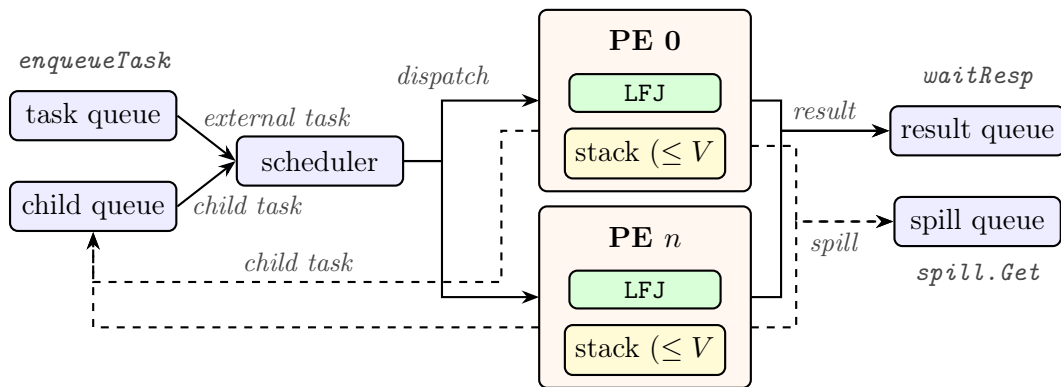 enqueueTask
task queue
external task
scheduler
child queue
child task
child task
dispatch
PE 0
LFJ
stack (≤ V
PE n
LFJ
stack (≤ V
result
spill
waitResp
result queue
spill queue
spill.Get